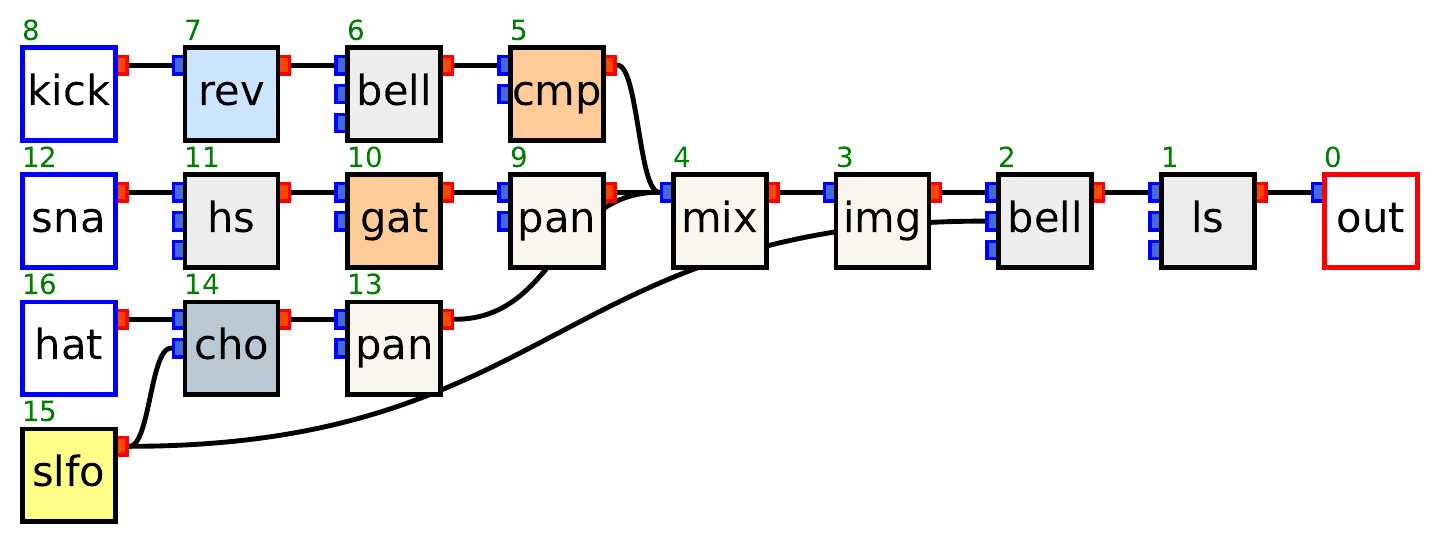 8 7 6 5
kick rev bell cmp
12 11 10 9 4 3 2 1 0
sna hs gat pan mix img bell ls out
16 14 13
hat cho pan
15
slfo